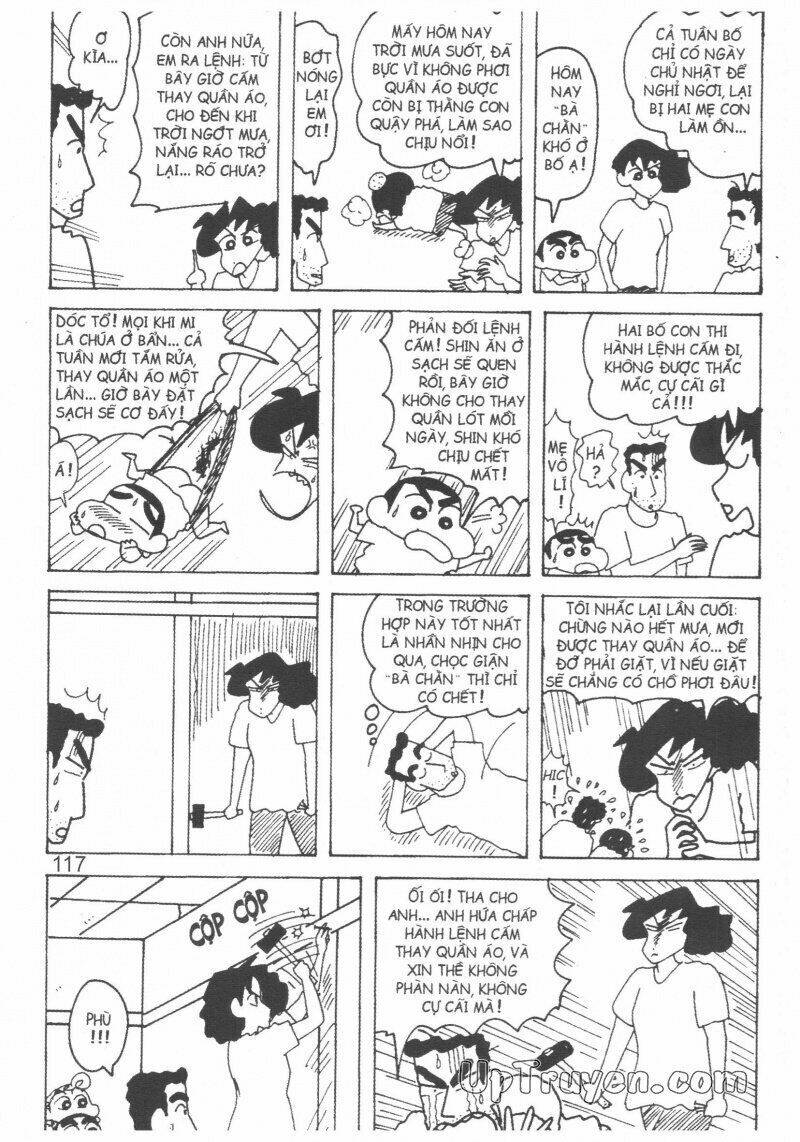 CẢ TUẦN BỐ
CHỈ CÓ NGÀY
CHỦ NHẬT ĐỂ
NGHỈ NGƠI, LẠI
BỊ HAI MẸ CON
LÀM ỒN...
HÔM
NAY
"BÀ
CHẰN"
KHÓ Ở
BỐ Ạ!
MẤY HÔM NAY
TRỜI MƯA SUỐT, ĐÃ
BỰC VÌ KHÔNG PHƠI
QUẦN ÁO ĐƯỢC
CÒN BỊ THẰNG CON
QUẬY PHÁ, LÀM SAO
CHỊU NỔI!
BỚT
NÓNG
LẠI
EM
ƠI!
CÒN ANH NỮA,
EM RA LỆNH: TỪ
BÂY GIỜ CẤM
THAY QUẦN ÁO,
CHO ĐẾN KHI
TRỜI NGỚT MƯA,
NẮNG RÁO TRỞ
LẠI... RÕ CHƯA?
Ơ
KÌA...
HAI BỐ CON THI
HÀNH LỆNH CẤM ĐI,
KHÔNG ĐƯỢC THẮC
MẮC, CỰ CÃI GÌ
CẢ!!!
HẢ
?
MẸ
VÔ
LÍ
!
PHẢN ĐỐI LỆNH
CẤM! SHIN ĂN Ở
SẠCH SẼ QUEN
RỒI, BÂY GIỜ
KHÔNG CHO THAY
QUẦN LÓT MỖI
NGÀY, SHIN KHÓ
CHỊU CHẾT
MẤT!
DÓC TỔ! MỌI KHI MI
LÀ CHÚA Ở BẨN... CẢ
TUẦN MỚI TẮM RỬA,
THAY QUẦN ÁO MỘT
LẦN... GIỜ BÀY ĐẶT
SẠCH SẼ CƠ ĐẤY!
Á!
TÔI NHẮC LẠI LẦN CUỐI:
CHỪNG NÀO HẾT MƯA, MỚI
ĐƯỢC THAY QUẦN ÁO... ĐỂ
ĐỠ PHẢI GIẶT, VÌ NẾU GIẶT
SẼ CHẲNG CÓ CHỖ PHƠI ĐÂU!
HIC
!
TRONG TRƯỜNG
HỢP NÀY TỐT NHẤT
LÀ NHẪN NHỊN CHO
QUA, CHỌC GIẬN
"BÀ CHẰN" THÌ CHỈ
CÓ CHẾT!
117
ỐI ỐI! THA CHO
ANH... ANH HỨA CHẤP
HÀNH LỆNH CẤM
THAY QUẦN ÁO, VÀ
XIN THỀ KHÔNG
PHÀN NÀN, KHÔNG
CỰ CÃI MÀ!
CỘP CỘP
PHÙ
!!!
UpTruyen.com